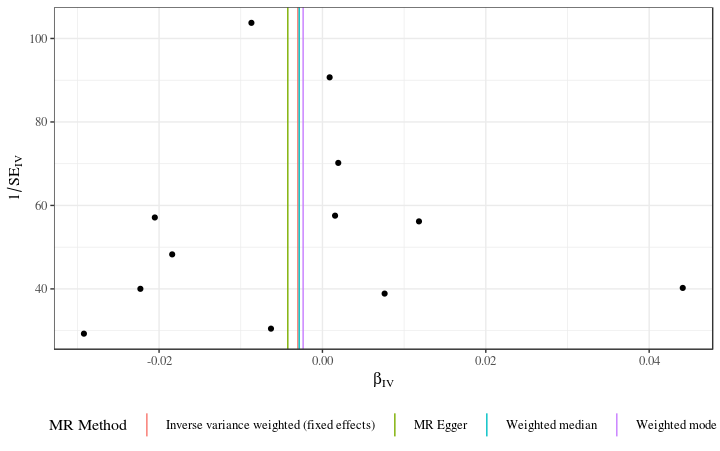 100
80
60
40
1/SE_IV
-0.02 0.00 0.02 0.04
β_IV
MR Method Inverse variance weighted (fixed effects) MR Egger Weighted median Weighted mode